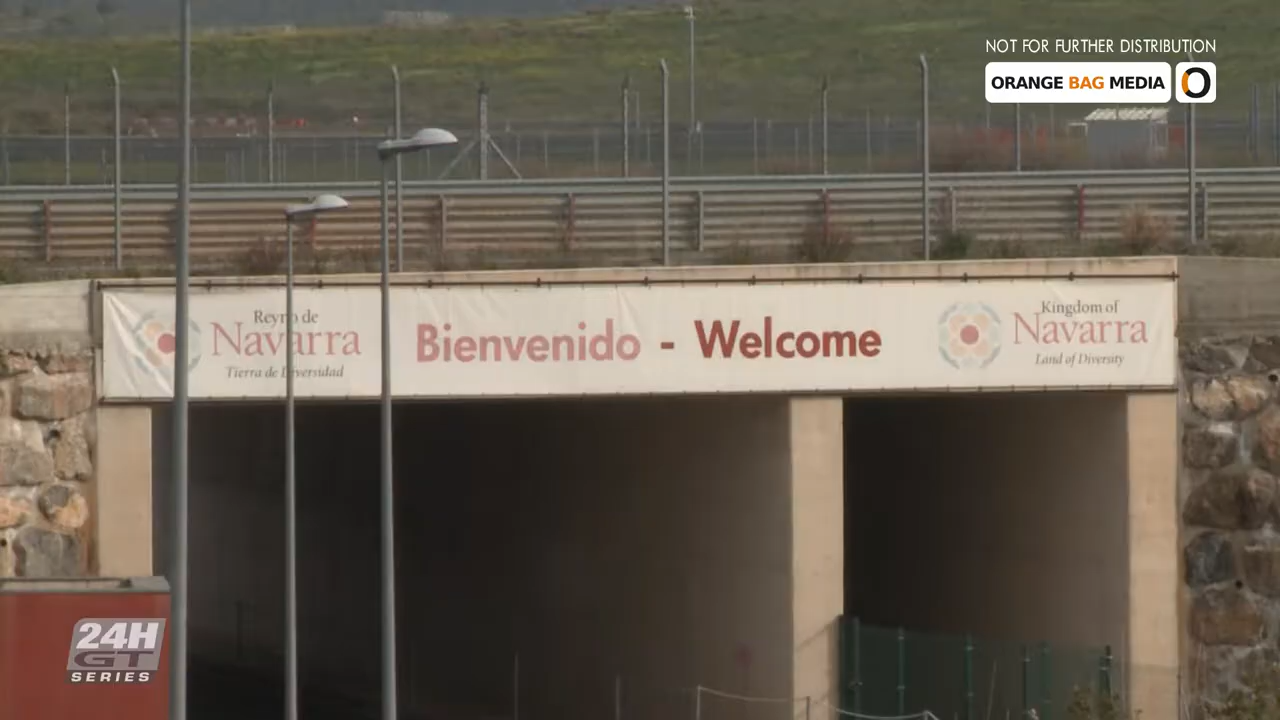 NOT FOR FURTHER DISTRIBUTION
ORANGE BAG MEDIA
Reyno de
Navarra
Tierra de Diversidad
Bienvenido - Welcome
Kingdom of
Navarra
Land of Diversity
24H
GT
SERIES